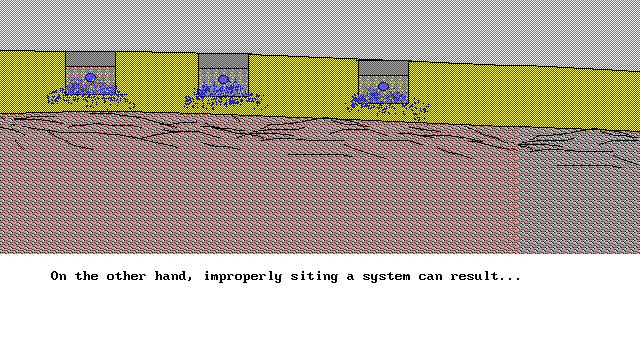 On the other hand, improperly siting a system can result...